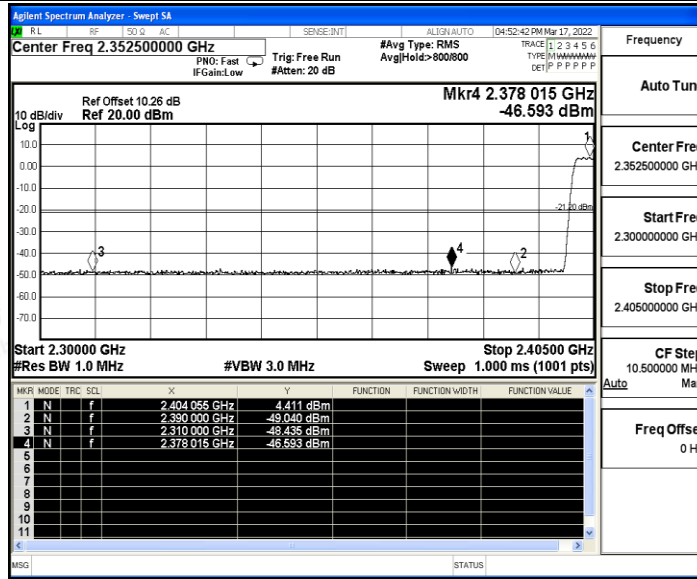 Agilent Spectrum Analyzer - Swept SA
RL RF 50 Ω AC SENSE:INT ALIGN AUTO 04:52:42 PM Mar 17, 2022
Center Freq 2.352500000 GHz
PNO: Fast
IFGain:Low
Trig: Free Run
#Atten: 20 dB
#Avg Type: RMS
Avg|Hold:>800/800
TRACE 1 2 3 4 5 6
TYPE M W W W W W
DET P P P P P P
Ref Offset 10.26 dB
10 dB/div Ref 20.00 dBm
Log
Mkr4 2.378 015 GHz
-46.593 dBm
10.0
0.00
-10.0
-20.0
-30.0
-40.0
-50.0
-60.0
-70.0
1
-21.20 dBm
3
4
2
Start 2.30000 GHz Stop 2.40500 GHz
#Res BW 1.0 MHz #VBW 3.0 MHz Sweep 1.000 ms (1001 pts)
MKR MODE TRC SCL X Y FUNCTION FUNCTION WIDTH FUNCTION VALUE
1 N f 2.404 055 GHz 4.411 dBm
2 N f 2.390 000 GHz -49.040 dBm
3 N f 2.310 000 GHz -48.435 dBm
4 N f 2.378 015 GHz -46.593 dBm
5
6
7
8
9
10
11
MSG STATUS
Frequency
Auto Tun
Center Fre
2.352500000 GH
Start Fre
2.300000000 GH
Stop Fre
2.405000000 GH
CF Ste
10.500000 MH
Auto Ma
Freq Offse
0 H